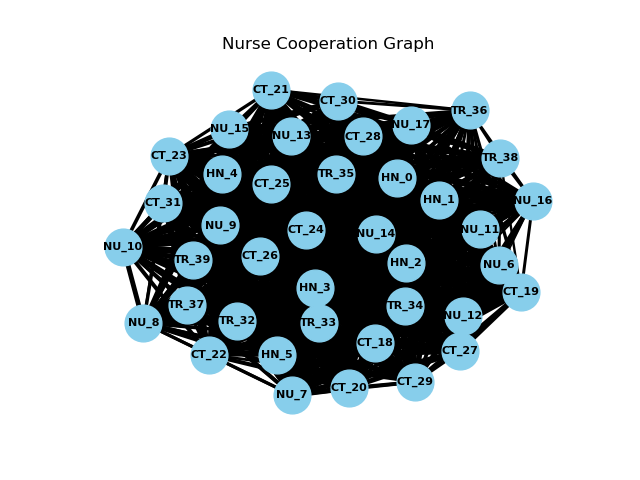 Nurse Cooperation Graph
CT_21
CT_30
TR_36
NU_15
NU_13
CT_28
NU_17
CT_23
TR_38
HN_4
CT_25
TR_35
HN_0
HN_1
NU_16
CT_31
NU_9
CT_24
NU_14
NU_11
NU_10
TR_39
CT_26
HN_2
NU_6
HN_3
CT_19
TR_37
TR_34
NU_8
TR_32
TR_33
NU_12
CT_22
HN_5
CT_18
CT_27
NU_7
CT_20
CT_29